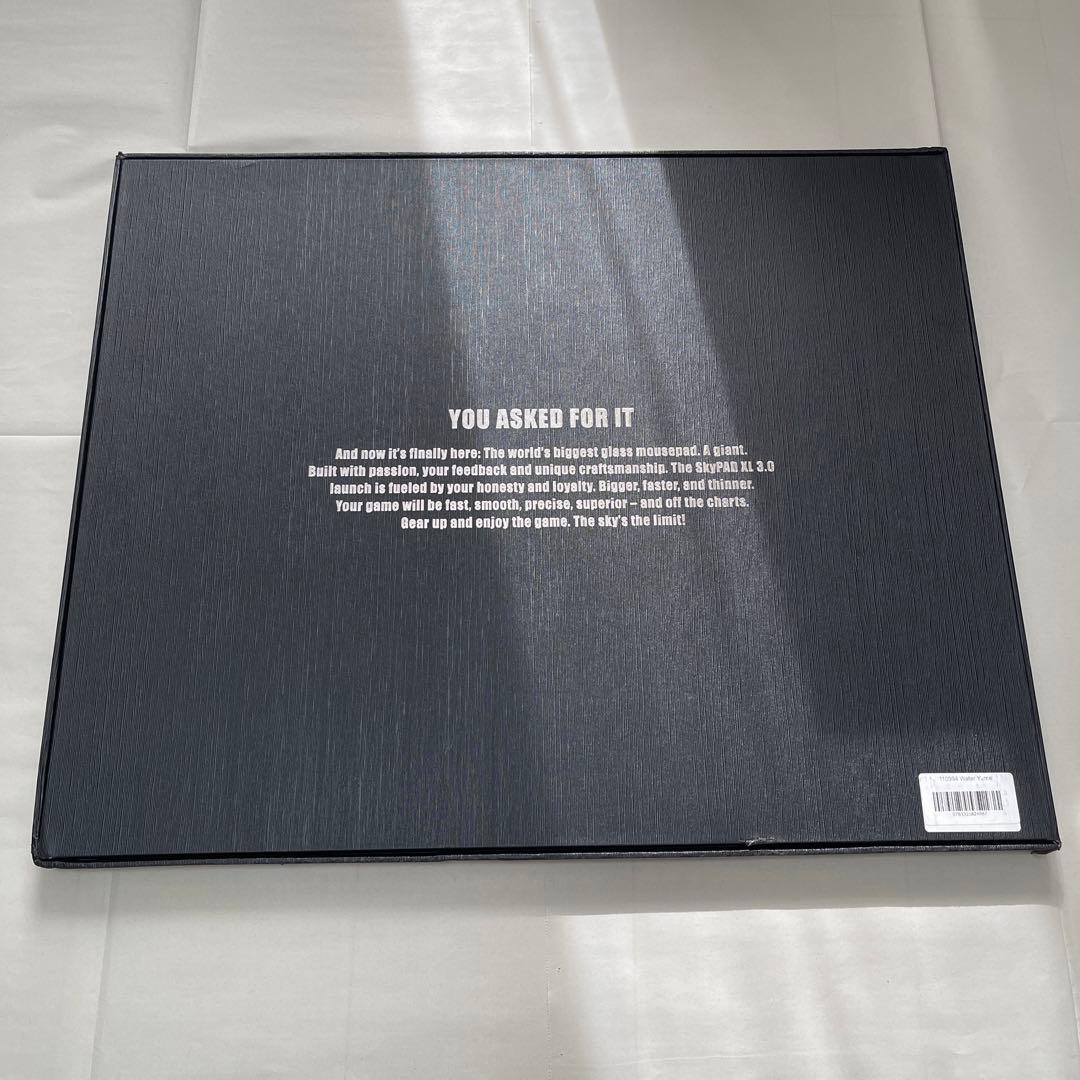 YOU ASKED FOR IT
And now it's finally here: The world's biggest glass mousepad. A giant.
Built with passion, your feedback and unique craftsmanship. The SkyPAD XL 3.0
launch is fueled by your honesty and loyalty. Bigger, faster, and thinner.
Your game will be fast, smooth, precise, superior – and off the charts.
Gear up and enjoy the game. The sky's the limit!
110994 Water Yume